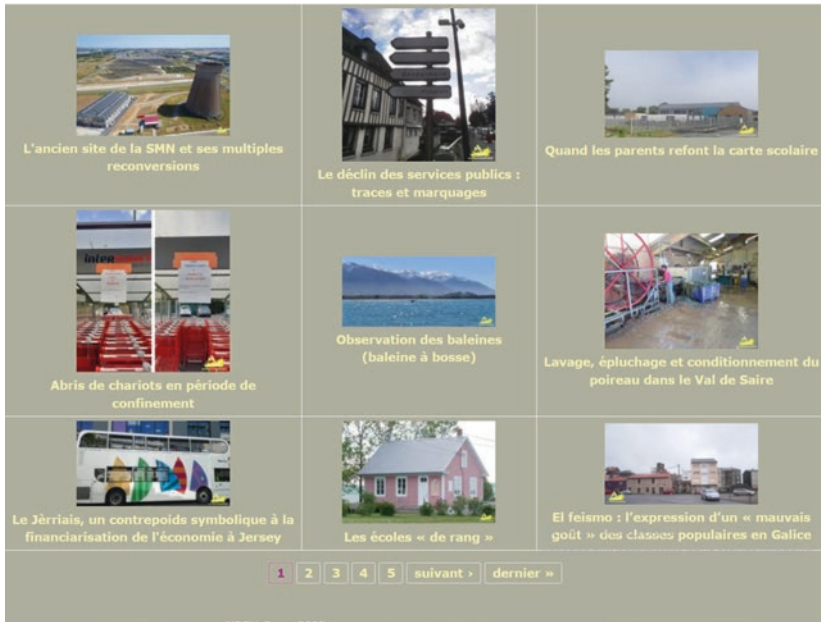 L'ancien site de la SMN et ses multiples
reconversions
Le déclin des services publics :
traces et marquages
Quand les parents refont la carte scolaire
Abris de chariots en période de
confinement
Observation des baleines
(baleine à bosse)
Lavage, épluchage et conditionnement du
poireau dans le Val de Saire
Le Jèrriais, un contrepoids symbolique à la
financiarisation de l'économie à Jersey
Les écoles « de rang »
El feismo : l'expression d'un « mauvais
goût » des classes populaires en Galice
1 2 3 4 5 suivant › dernier »